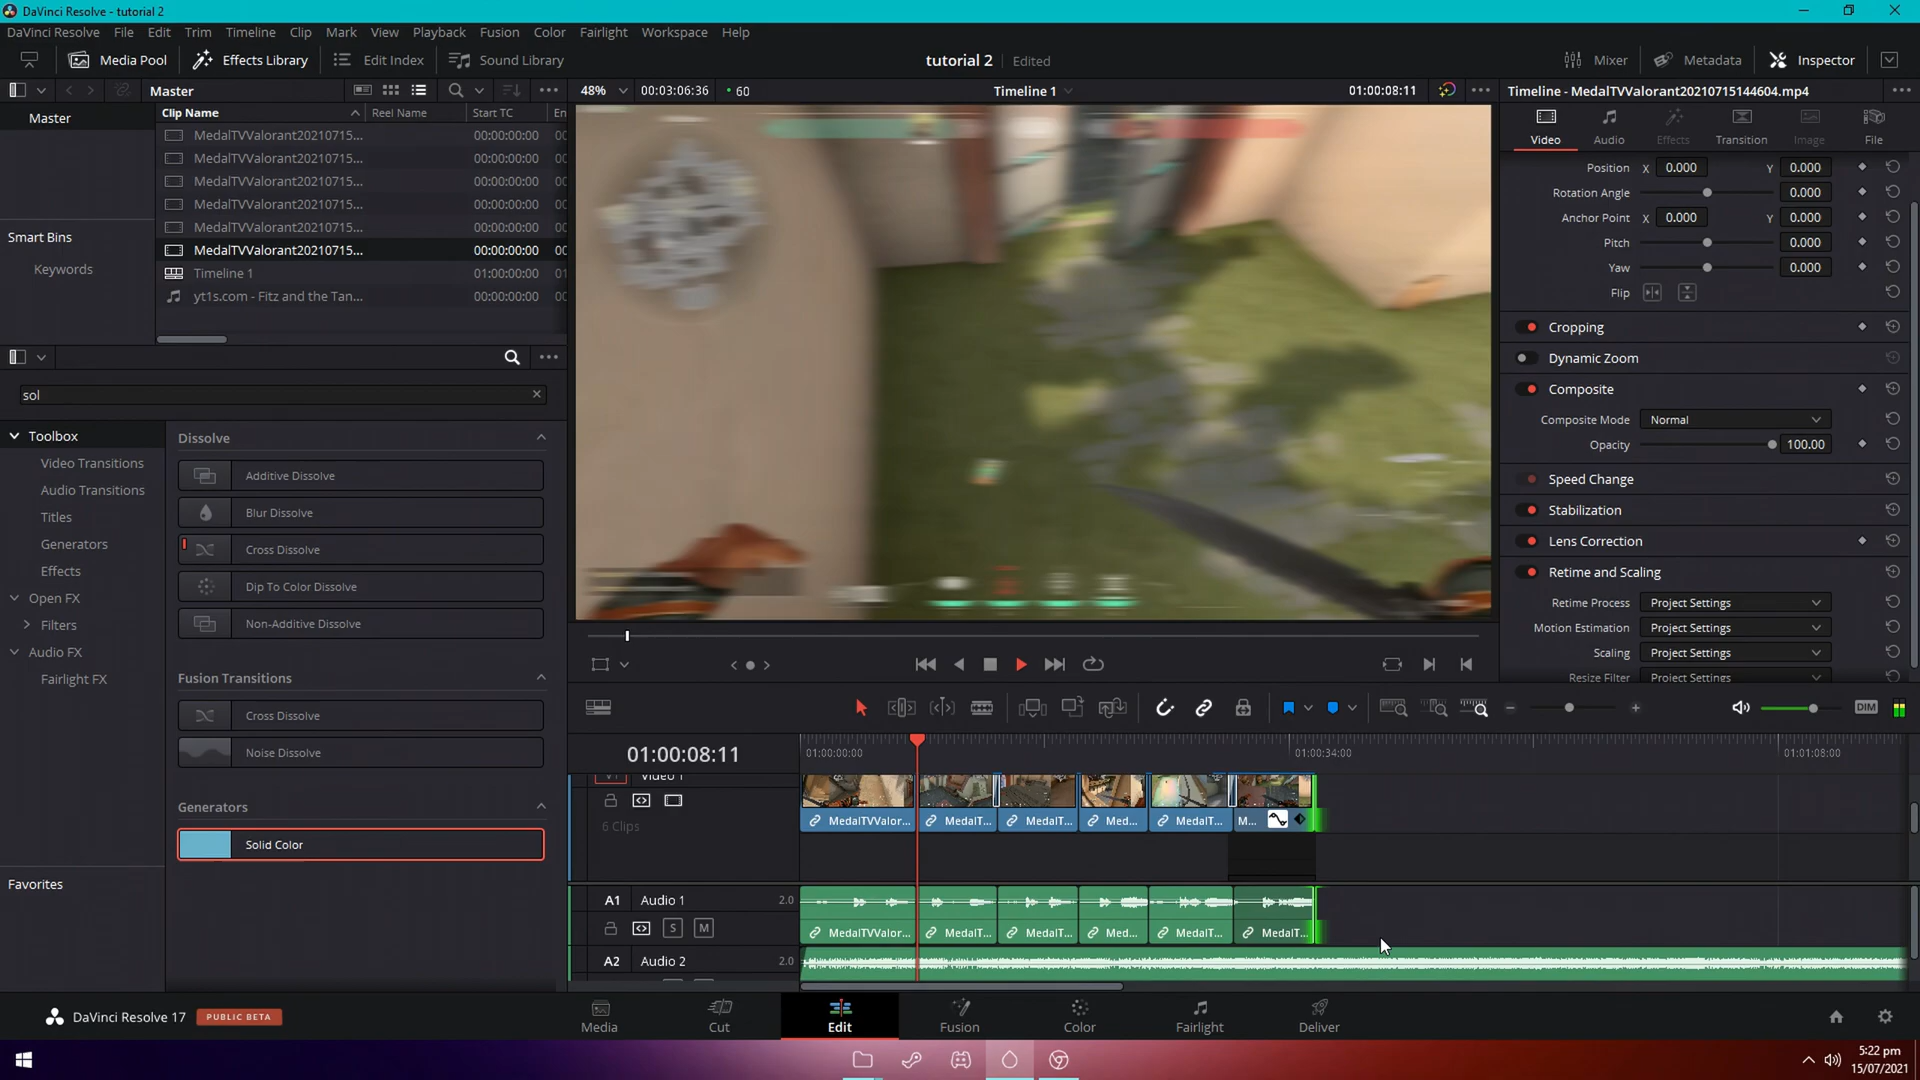 DaVinci Resolve - tutorial 2
DaVinci Resolve File Edit Trim Timeline Clip Mark View Playback Fusion Color Fairlight Workspace Help
Media Pool Effects Library Edit Index Sound Library tutorial 2 Edited Mixer Metadata Inspector
Master 48% 00:03:06:36 60 Timeline 1 01:00:08:11 Timeline - MedalTVValorant20210715144604.mp4
Master Clip Name Reel Name Start TC En
MedalTVValorant20210715... 00:00:00:00 00
MedalTVValorant20210715... 00:00:00:00 00
MedalTVValorant20210715... 00:00:00:00 00
MedalTVValorant20210715... 00:00:00:00 00
MedalTVValorant20210715... 00:00:00:00 00
MedalTVValorant20210715... 00:00:00:00 00
Timeline 1 01:00:00:00 01
yt1s.com - Fitz and the Tan... 00:00:00:00 00
Smart Bins
Keywords
sol
Toolbox
Video Transitions
Audio Transitions
Titles
Generators
Effects
Open FX
Filters
Audio FX
Fairlight FX
Favorites
Dissolve
Additive Dissolve
Blur Dissolve
Cross Dissolve
Dip To Color Dissolve
Non-Additive Dissolve
Fusion Transitions
Cross Dissolve
Noise Dissolve
Generators
Solid Color
Video Audio Effects Transition Image File
Position X 0.000 Y 0.000
Rotation Angle 0.000
Anchor Point X 0.000 Y 0.000
Pitch 0.000
Yaw 0.000
Flip
Cropping
Dynamic Zoom
Composite
Composite Mode Normal
Opacity 100.00
Speed Change
Stabilization
Lens Correction
Retime and Scaling
Retime Process Project Settings
Motion Estimation Project Settings
Scaling Project Settings
Resize Filter Project Settings
DIM
01:00:08:11 01:00:00:00 01:00:34:00 01:01:08:00
V1 Video 1
6 Clips
MedalTVValor... MedalT... MedalT... Med... MedalT... M...
A1 Audio 1 2.0
S M
MedalTVValor... MedalT... MedalT... Med... MedalT... MedalT...
A2 Audio 2 2.0
DaVinci Resolve 17 PUBLIC BETA
Media Cut Edit Fusion Color Fairlight Deliver
5:22 pm
15/07/2021